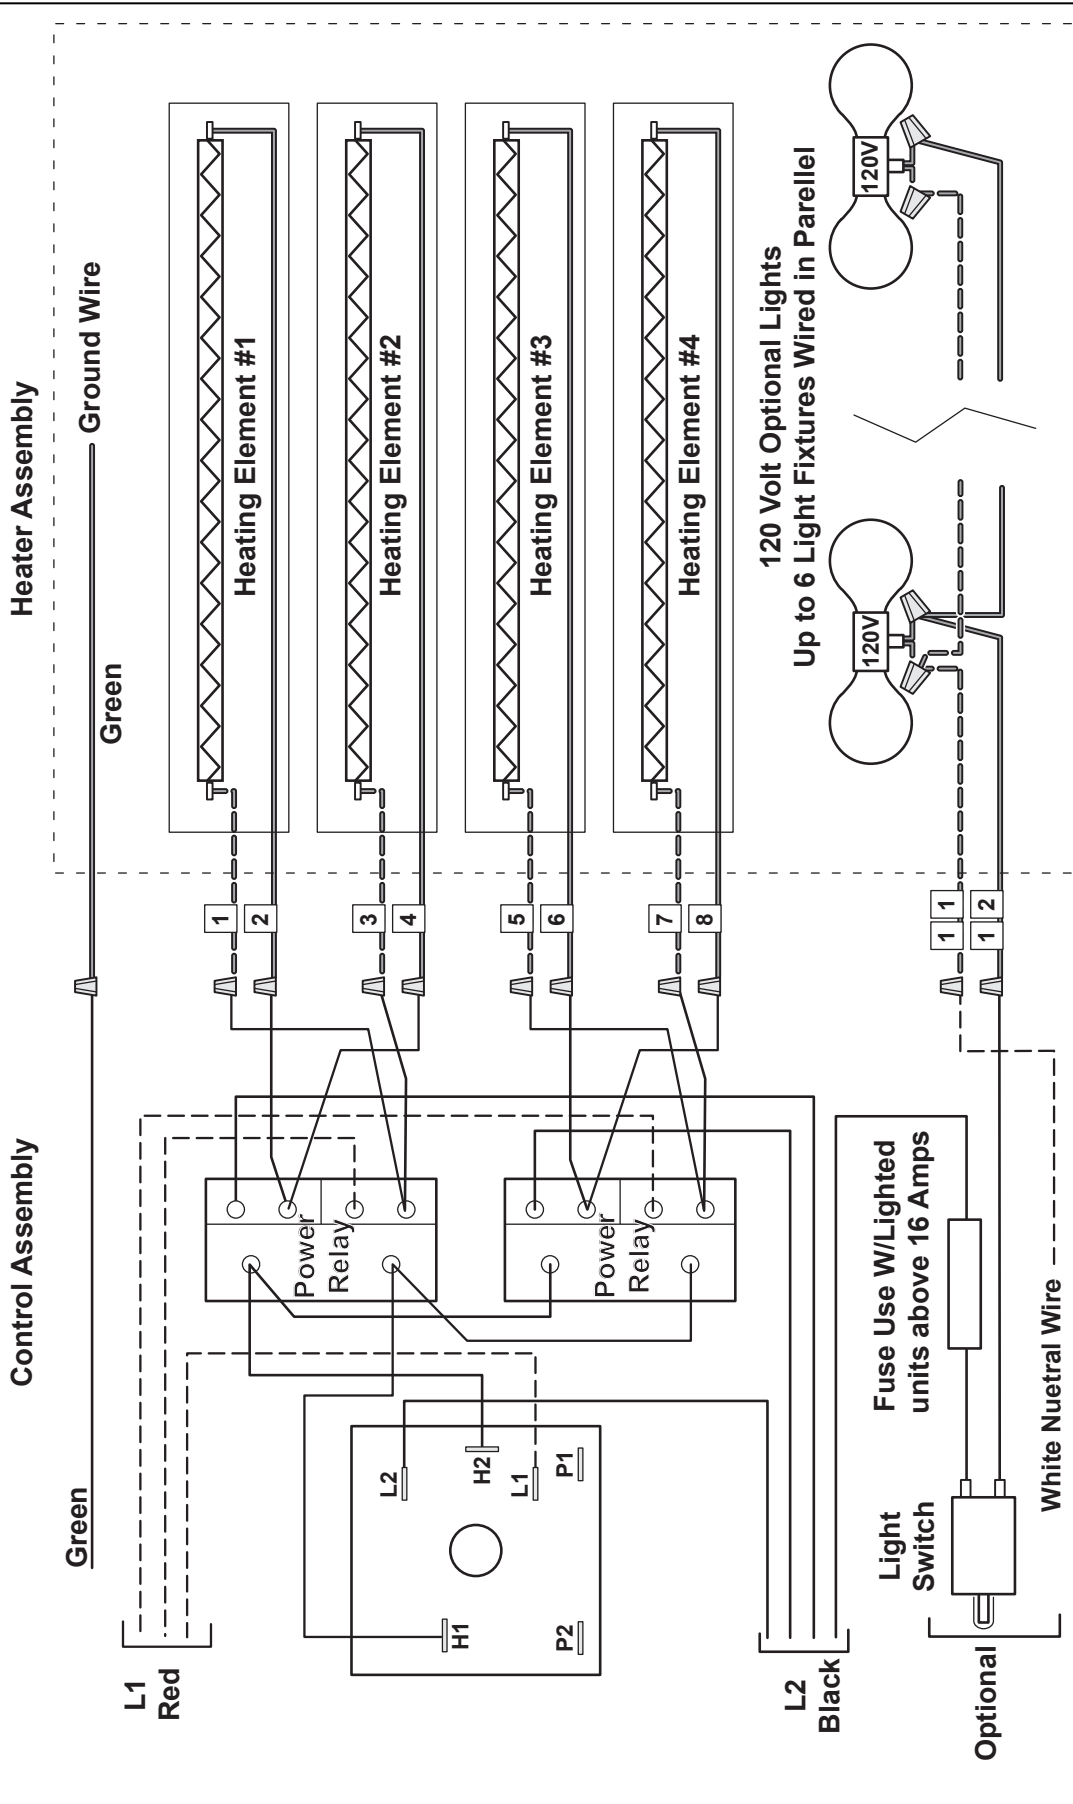 Control Assembly
Heater Assembly
Green
Green
Ground Wire
L1
Red
1
2
Heating Element #1
3
4
Heating Element #2
Power
Relay
H1
L2
H2
L1
P2
P1
5
6
Heating Element #3
7
8
Heating Element #4
Power
Relay
L2
Black
120 Volt Optional Lights
Up to 6 Light Fixtures Wired in Parellel
120V
120V
Light
Switch
Fuse Use W/Lighted
units above 16 Amps
1 1
1 2
Optional
White Nuetral Wire